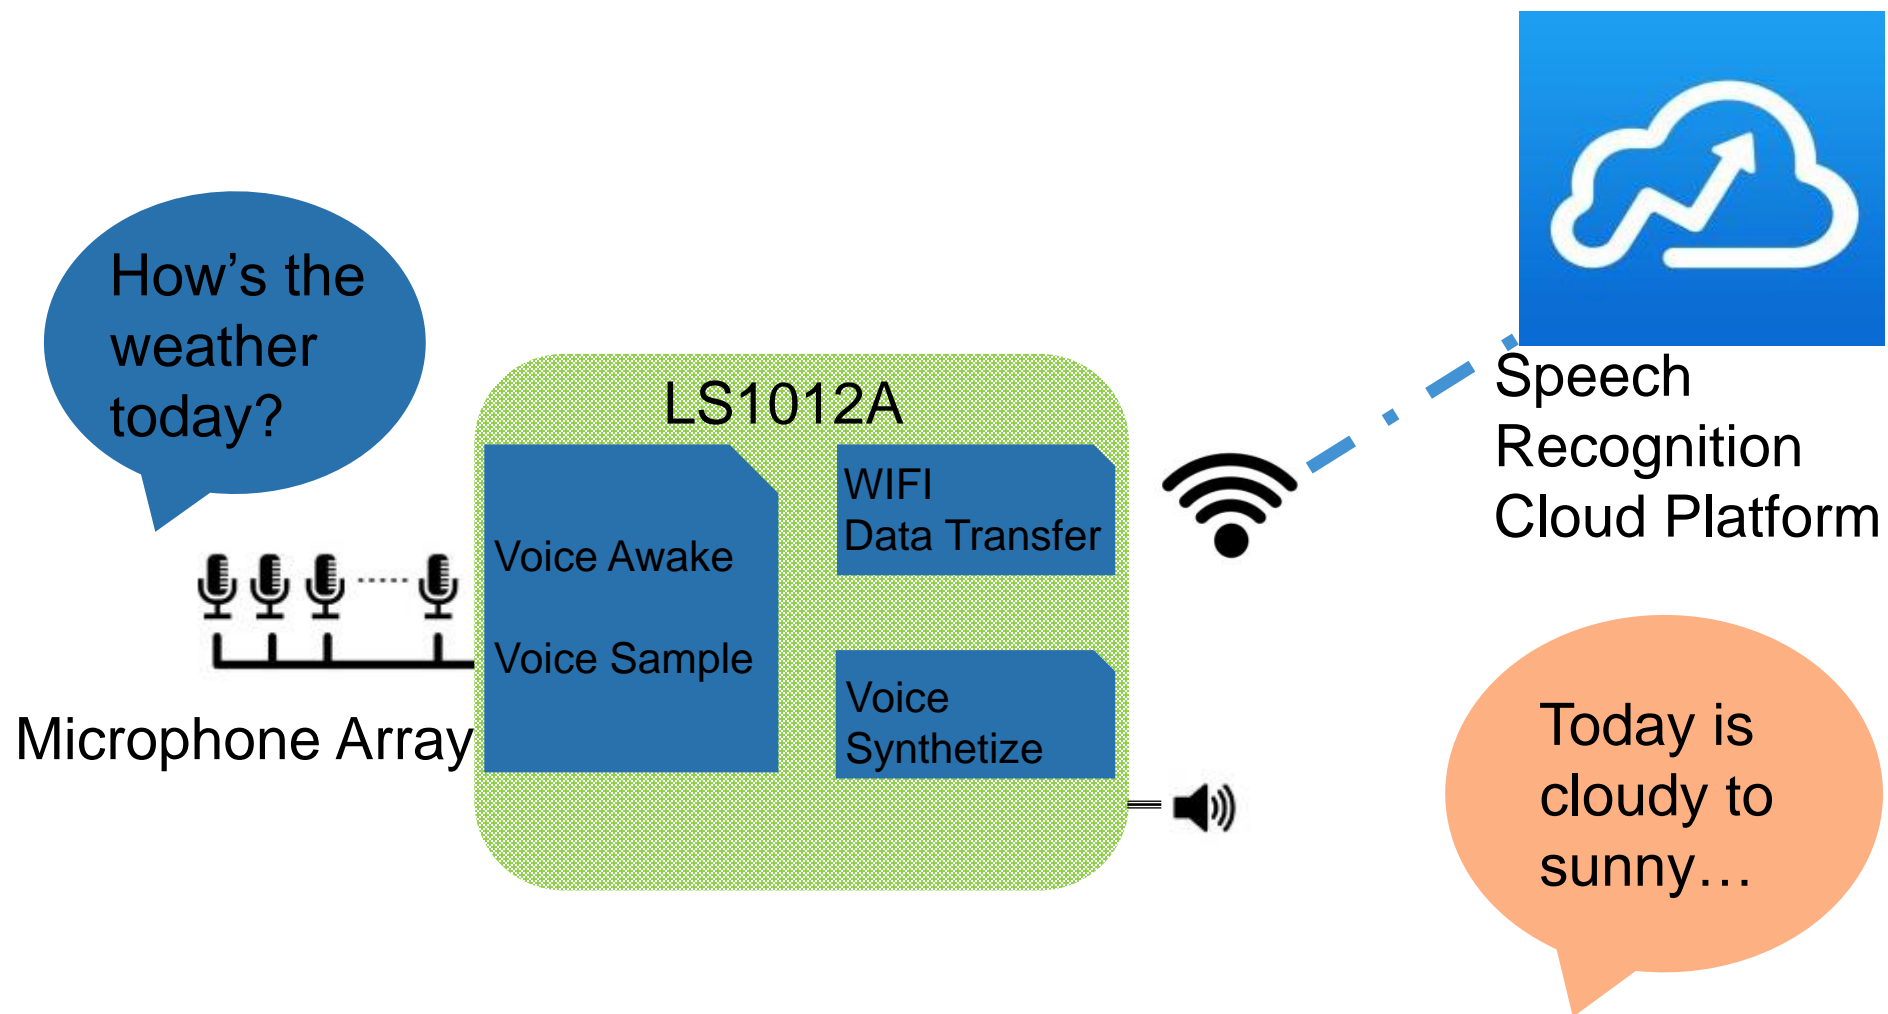 How’s the
weather
today?
Microphone Array
LS1012A
Voice Awake
Voice Sample
WIFI
Data Transfer
Voice
Synthetize
Speech
Recognition
Cloud Platform
Today is
cloudy to
sunny…